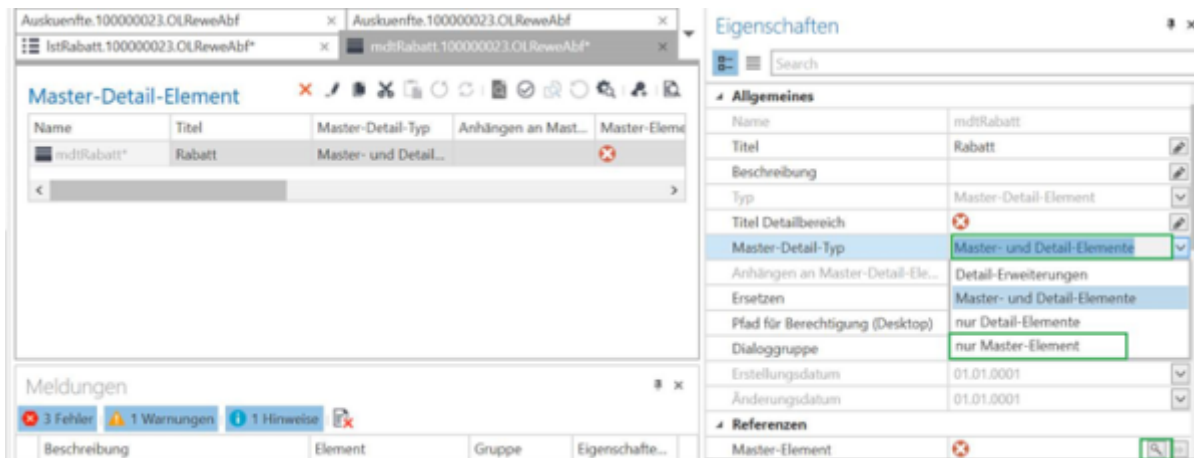 Auskuenfte.100000023.OLReweAbf
Auskuenfte.100000023.OLReweAbf
lstRabatt.100000023.OLReweAbf*
mdtRabatt.100000023.OLReweAbf*
Master-Detail-Element
Name Titel Master-Detail-Typ Anhängen an Mast... Master-Eleme
mdtRabatt* Rabatt Master- und Detail...
Meldungen
3 Fehler 1 Warnungen 1 Hinweise
Beschreibung Element Gruppe Eigenschafte...
Eigenschaften
Search
Allgemeines
Name mdtRabatt
Titel Rabatt
Beschreibung
Typ Master-Detail-Element
Titel Detailbereich
Master-Detail-Typ Master- und Detail-Elemente
Anhängen an Master-Detail-Ele... Detail-Erweiterungen
Ersetzen Master- und Detail-Elemente
Pfad für Berechtigung (Desktop) nur Detail-Elemente
Dialoggruppe nur Master-Element
Erstellungsdatum 01.01.0001
Änderungsdatum 01.01.0001
Referenzen
Master-Element